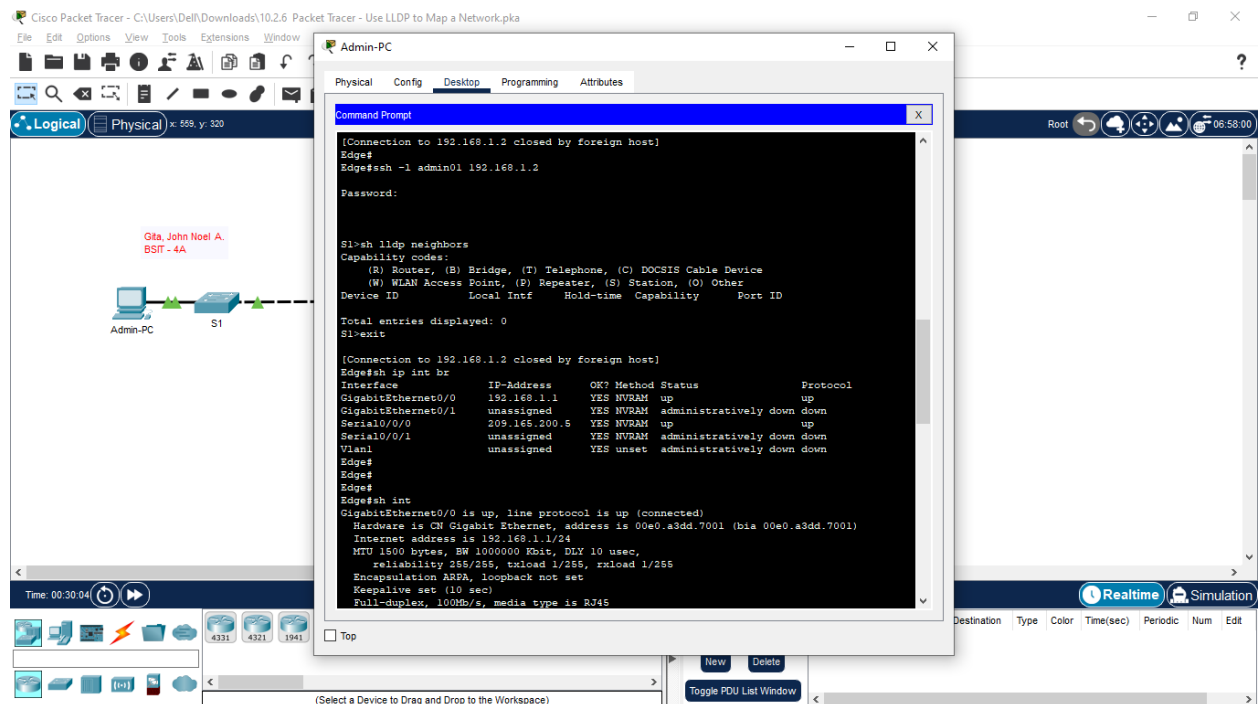 Cisco Packet Tracer - C:\Users\Dell\Downloads\10.2.6 Packet Tracer - Use LLDP to Map a Network.pka
File Edit Options View Tools Extensions Window
?
Logical Physical x: 559, y: 320
Root 06:58:00
Gita, John Noel A.
BSIT - 4A
Admin-PC
S1
Admin-PC
Physical Config Desktop Programming Attributes
Command Prompt X
[Connection to 192.168.1.2 closed by foreign host]
Edge#
Edge#ssh -l admin01 192.168.1.2
Password:
S1>sh lldp neighbors
Capability codes:
(R) Router, (B) Bridge, (T) Telephone, (C) DOCSIS Cable Device
(W) WLAN Access Point, (P) Repeater, (S) Station, (O) Other
Device ID Local Intf Hold-time Capability Port ID
Total entries displayed: 0
S1>exit
[Connection to 192.168.1.2 closed by foreign host]
Edge#sh ip int br
Interface IP-Address OK? Method Status Protocol
GigabitEthernet0/0 192.168.1.1 YES NVRAM up up
GigabitEthernet0/1 unassigned YES NVRAM administratively down down
Serial0/0/0 209.165.200.5 YES NVRAM up up
Serial0/0/1 unassigned YES NVRAM administratively down down
Vlan1 unassigned YES unset administratively down down
Edge#
Edge#
Edge#
Edge#sh int
GigabitEthernet0/0 is up, line protocol is up (connected)
Hardware is CN Gigabit Ethernet, address is 00e0.a3dd.7001 (bia 00e0.a3dd.7001)
Internet address is 192.168.1.1/24
MTU 1500 bytes, BW 1000000 Kbit, DLY 10 usec,
reliability 255/255, txload 1/255, rxload 1/255
Encapsulation ARPA, loopback not set
Keepalive set (10 sec)
Full-duplex, 100Mb/s, media type is RJ45
Top
Time: 00:30:04
Realtime Simulation
4331 4321 1941
(Select a Device to Drag and Drop to the Workspace)
New Delete
Toggle PDU List Window
Destination Type Color Time(sec) Periodic Num Edit